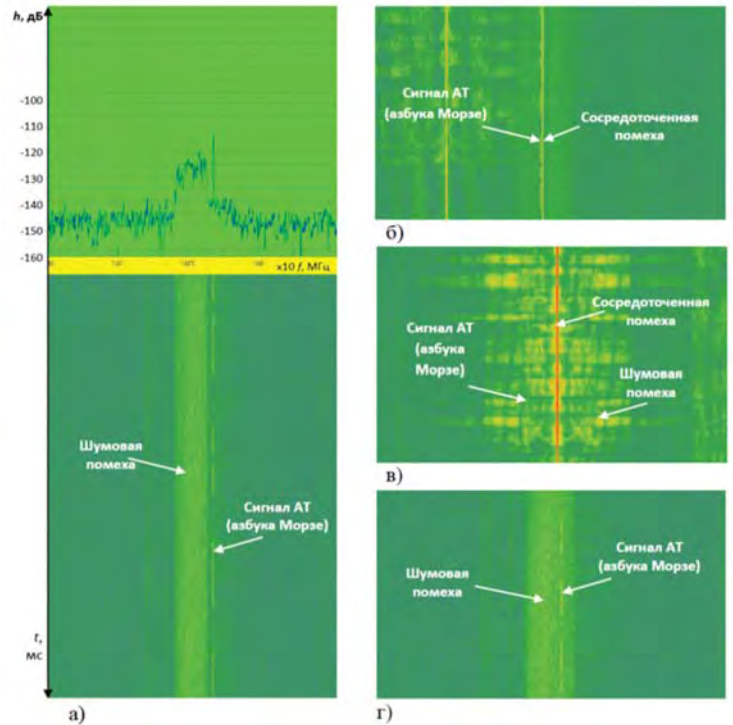 h, дБ
-100
-110
-120
-130
-140
-150
-160
x10 f, МГц
Шумовая
помеха
Сигнал АТ
(азбука Морзе)
t,
мс
а)
Сигнал АТ
(азбука Морзе)
Сосредоточенная
помеха
б)
Сосредоточенная
помеха
Сигнал АТ
(азбука
Морзе)
Шумовая
помеха
в)
Сигнал АТ
(азбука Морзе)
Шумовая
помеха
г)